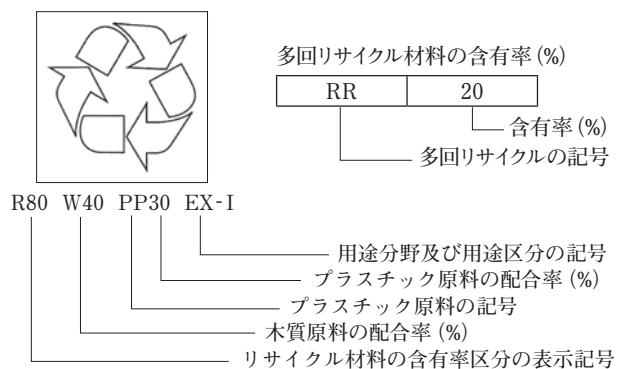 多回リサイクル材料の含有率(%)
RR 20
含有率(%)
多回リサイクルの記号
R80 W40 PP30 EX-I
用途分野及び用途区分の記号
プラスチック原料の配合率(%)
プラスチック原料の記号
木質原料の配合率(%)
リサイクル材料の含有率区分の表示記号